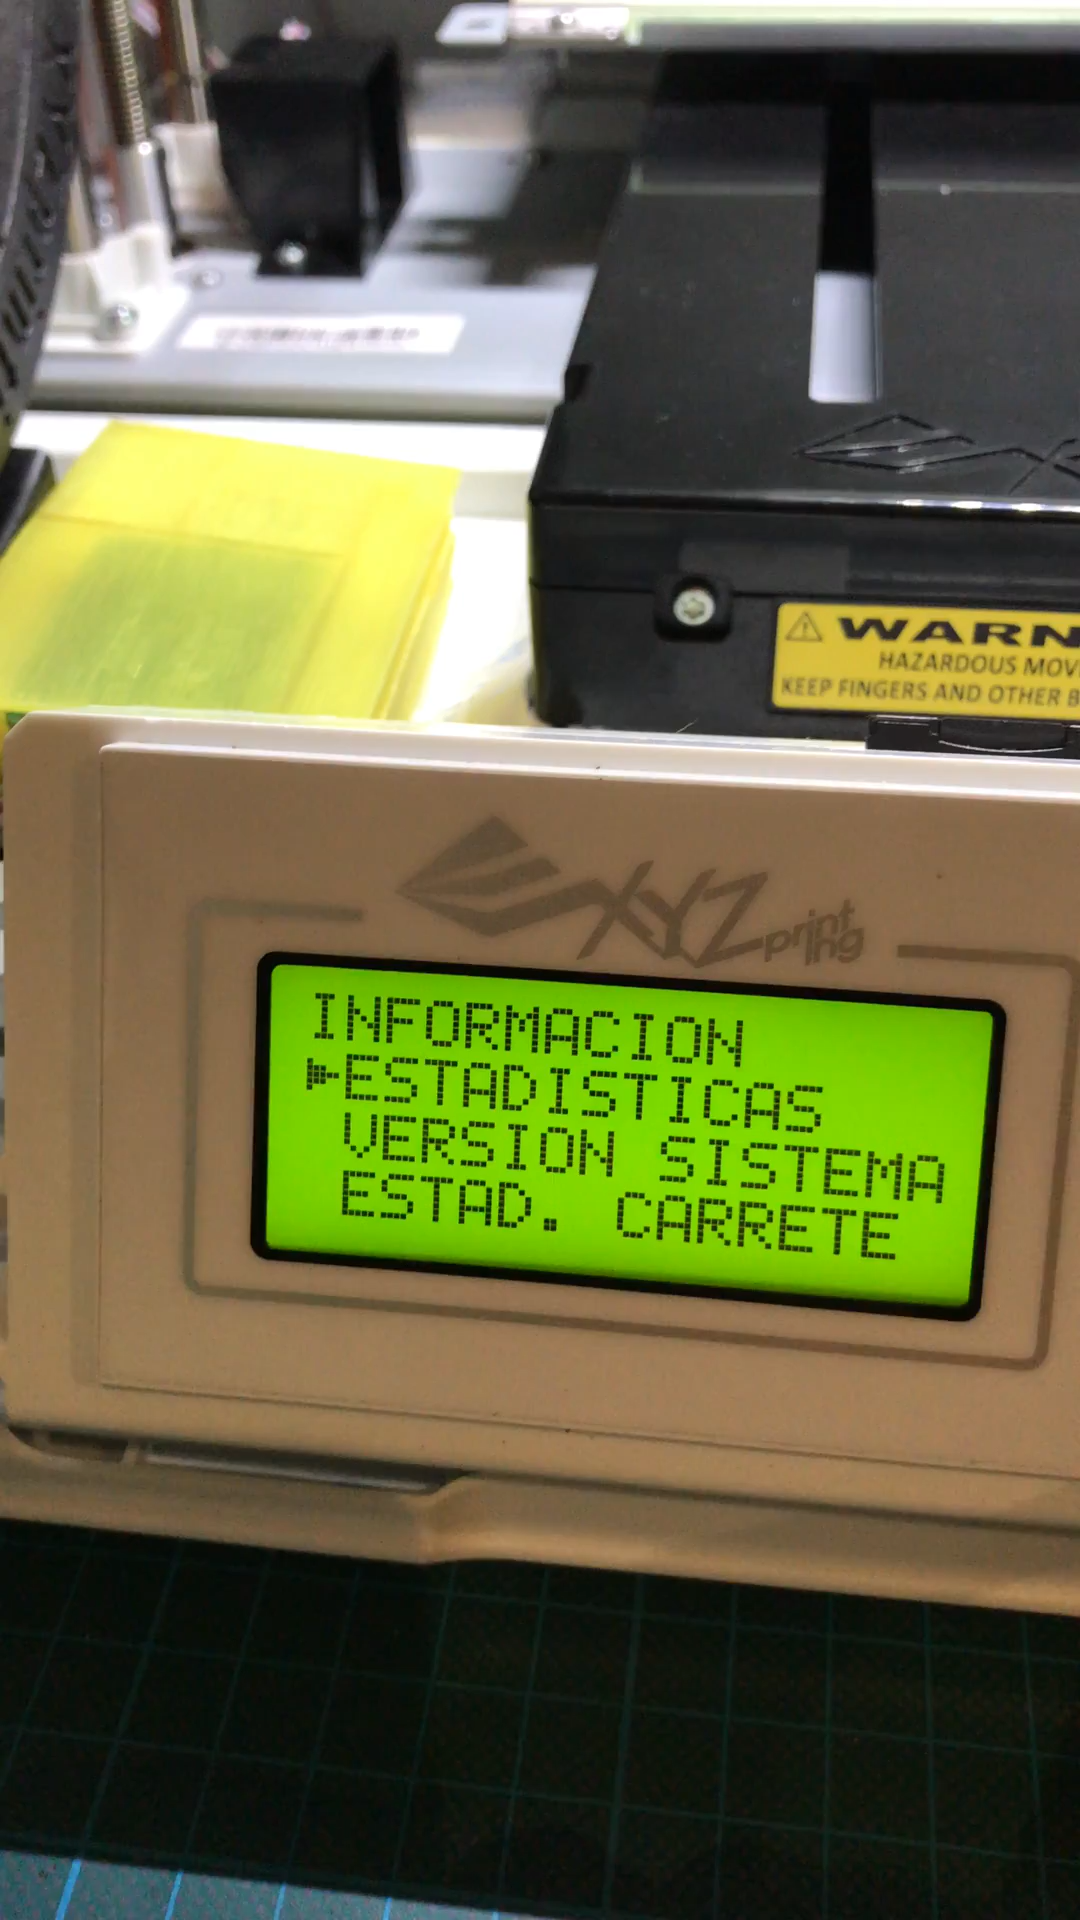 WARN
HAZARDOUS MOV
KEEP FINGERS AND OTHER B
XYZprinting
INFORMACION
ESTADISTICAS
VERSION SISTEMA
ESTAD. CARRETE